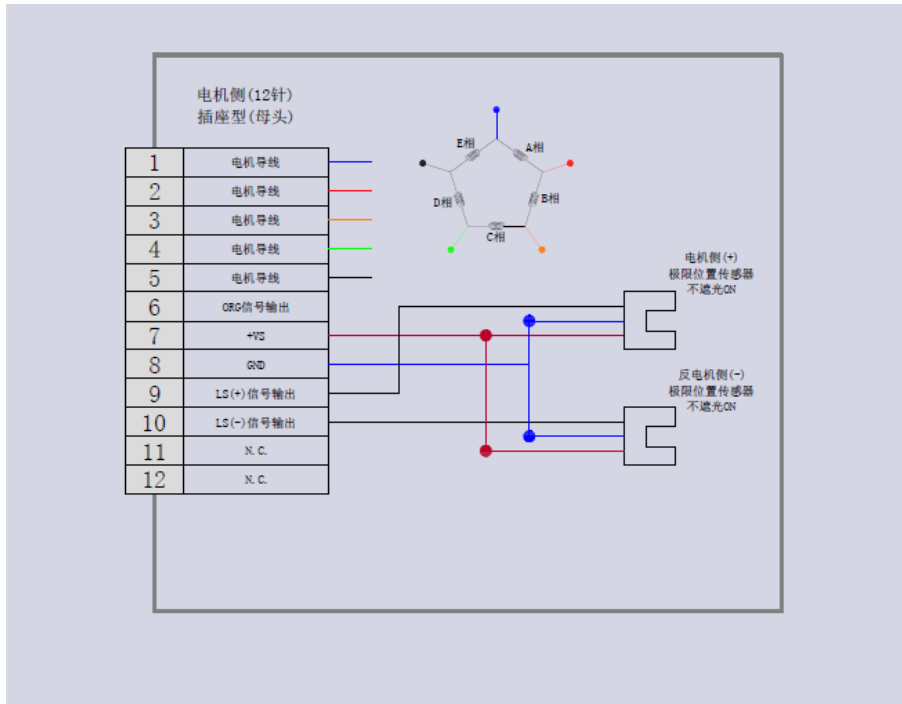 电机侧(12针)
插座型(母头)
1 电机导线
2 电机导线
3 电机导线
4 电机导线
5 电机导线
6 ORG信号输出
7 +VS
8 GND
9 LS(+)信号输出
10 LS(-)信号输出
11 N.C.
12 N.C.
E相
A相
D相
B相
C相
电机侧(+)
极限位置传感器
不遮光ON
反电机侧(-)
极限位置传感器
不遮光ON